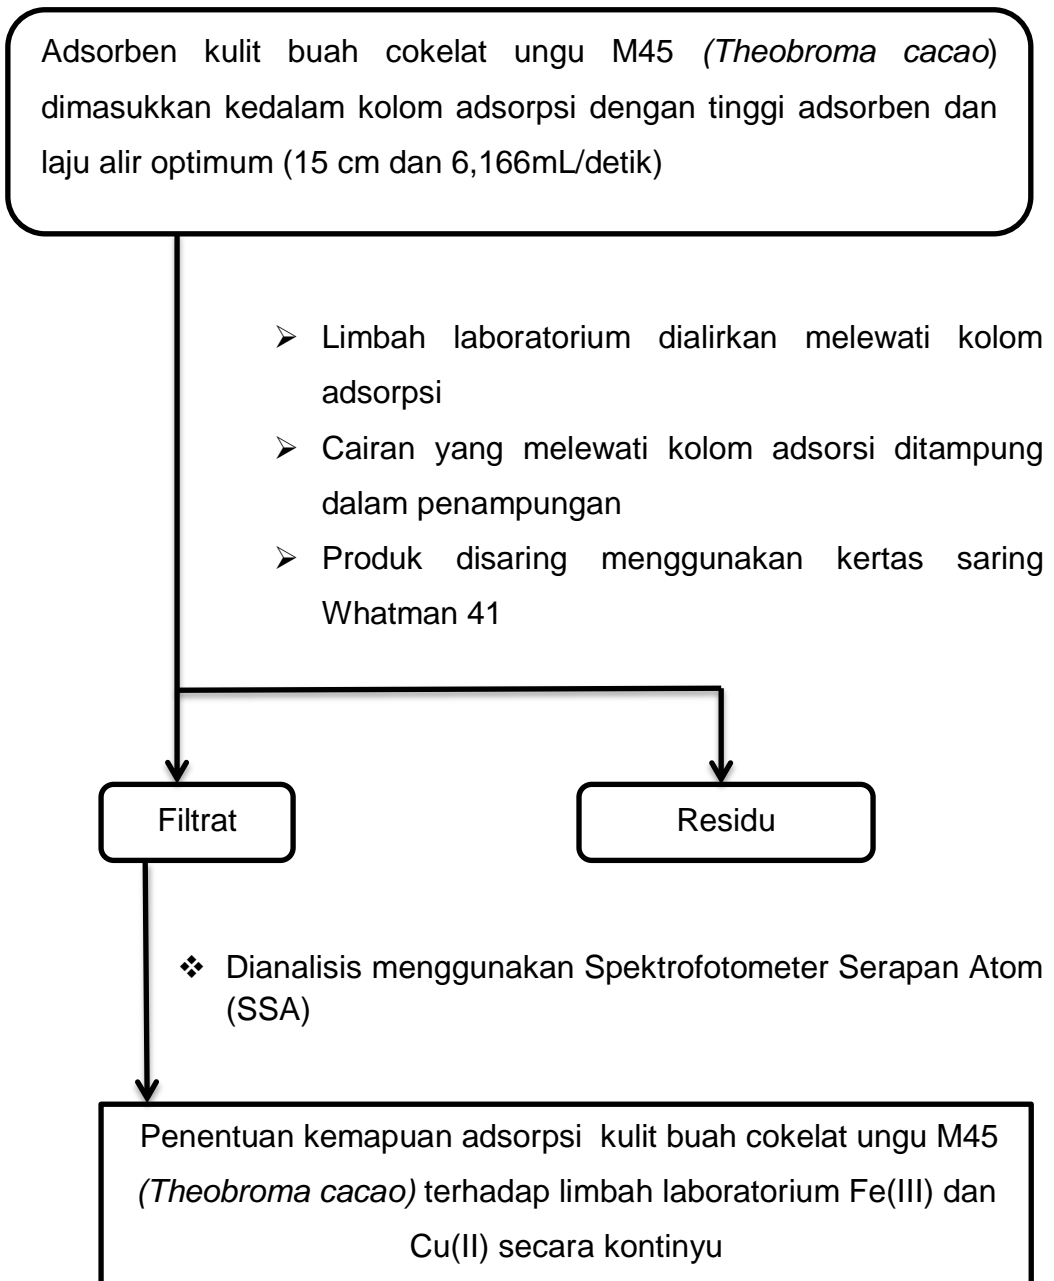 Adsorben kulit buah cokelat ungu M45 (Theobroma cacao)
dimasukkan kedalam kolom adsorpsi dengan tinggi adsorben dan
laju alir optimum (15 cm dan 6,166mL/detik)
➢ Limbah laboratorium dialirkan melewati kolom
adsorpsi
➢ Cairan yang melewati kolom adsorsi ditampung
dalam penampungan
➢ Produk disaring menggunakan kertas saring
Whatman 41
Filtrat
Residu
❖ Dianalisis menggunakan Spektrofotometer Serapan Atom
(SSA)
Penentuan kemapuan adsorpsi kulit buah cokelat ungu M45
(Theobroma cacao) terhadap limbah laboratorium Fe(III) dan
Cu(II) secara kontinyu